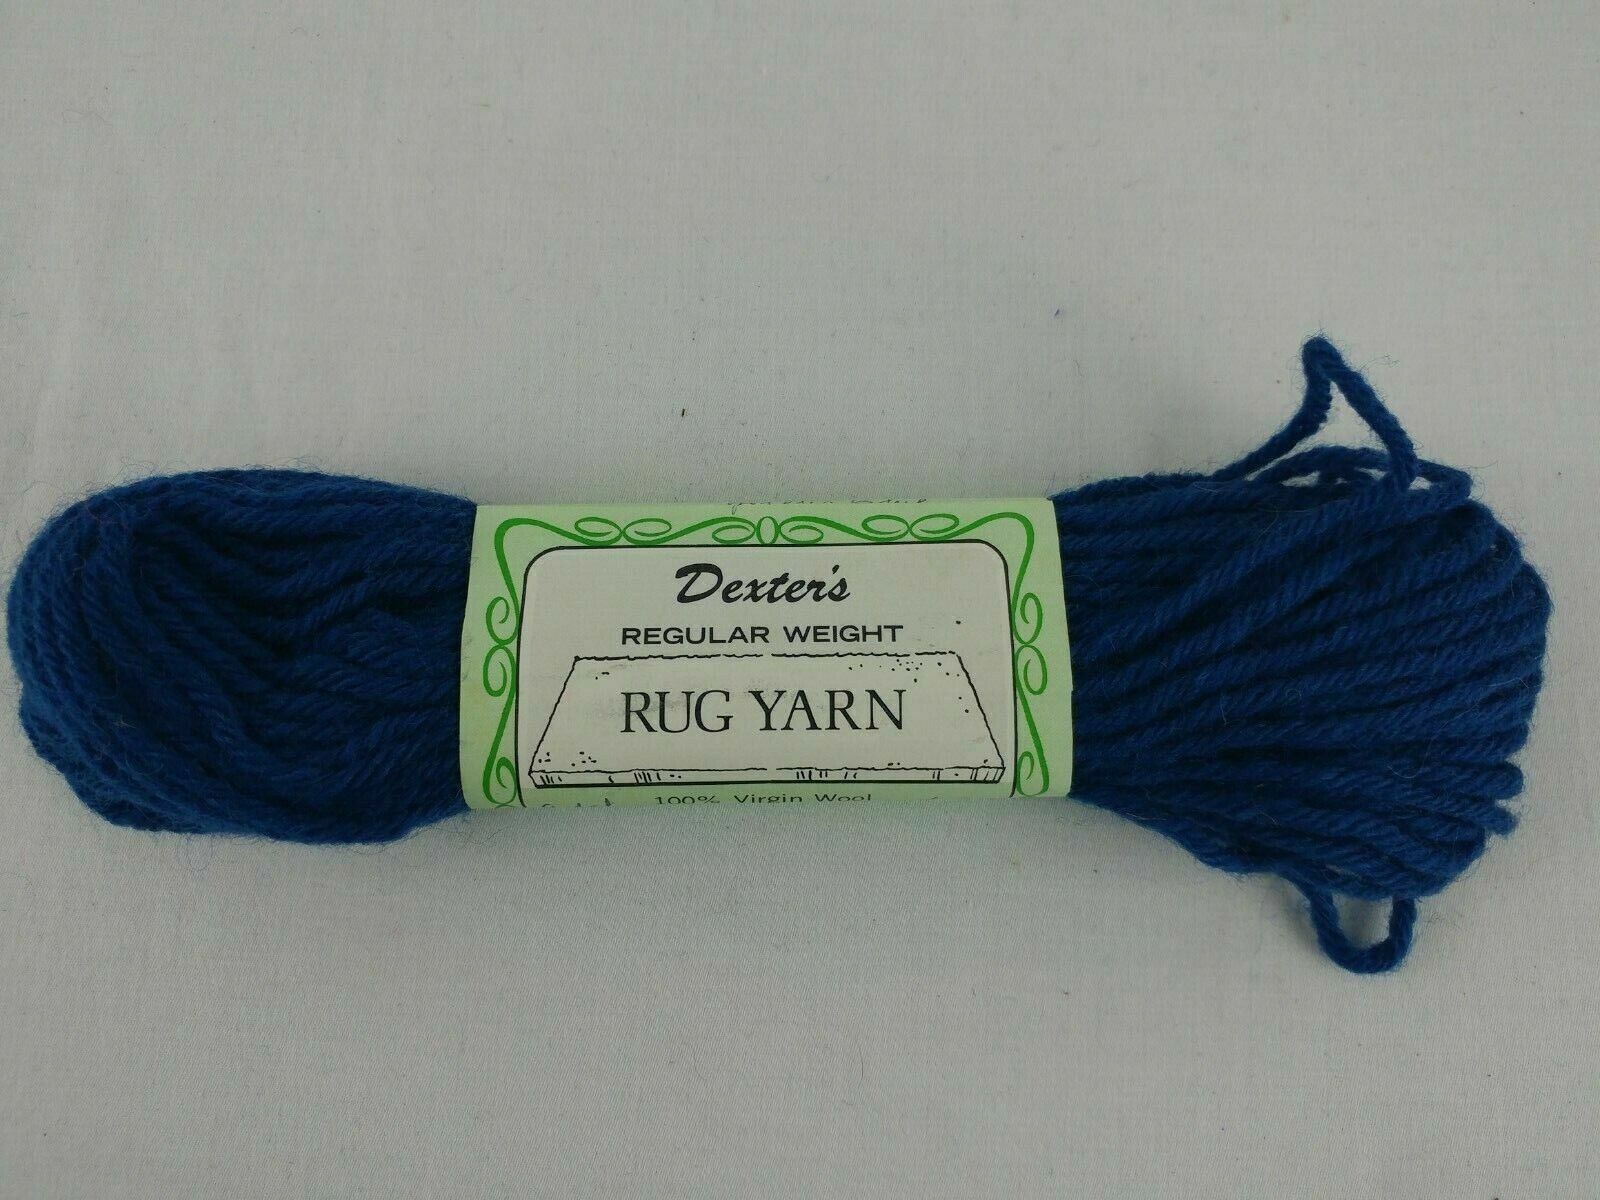 Dexter's
REGULAR WEIGHT
RUG YARN
100% Virgin Wool